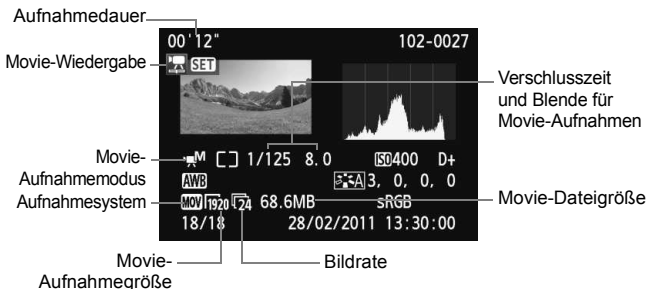 Aufnahmedauer
00'12" 102-0027
Movie-Wiedergabe
SET
Verschlusszeit
und Blende für
Movie-Aufnahmen
Movie-
Aufnahmemodus
M 1/125 8.0 ISO400 D+
AWB A 3, 0, 0, 0
Aufnahmesystem
MOV 1920 24 68.6MB sRGB
Movie-Dateigröße
18/18 28/02/2011 13:30:00
Movie-
Aufnahmegröße
Bildrate